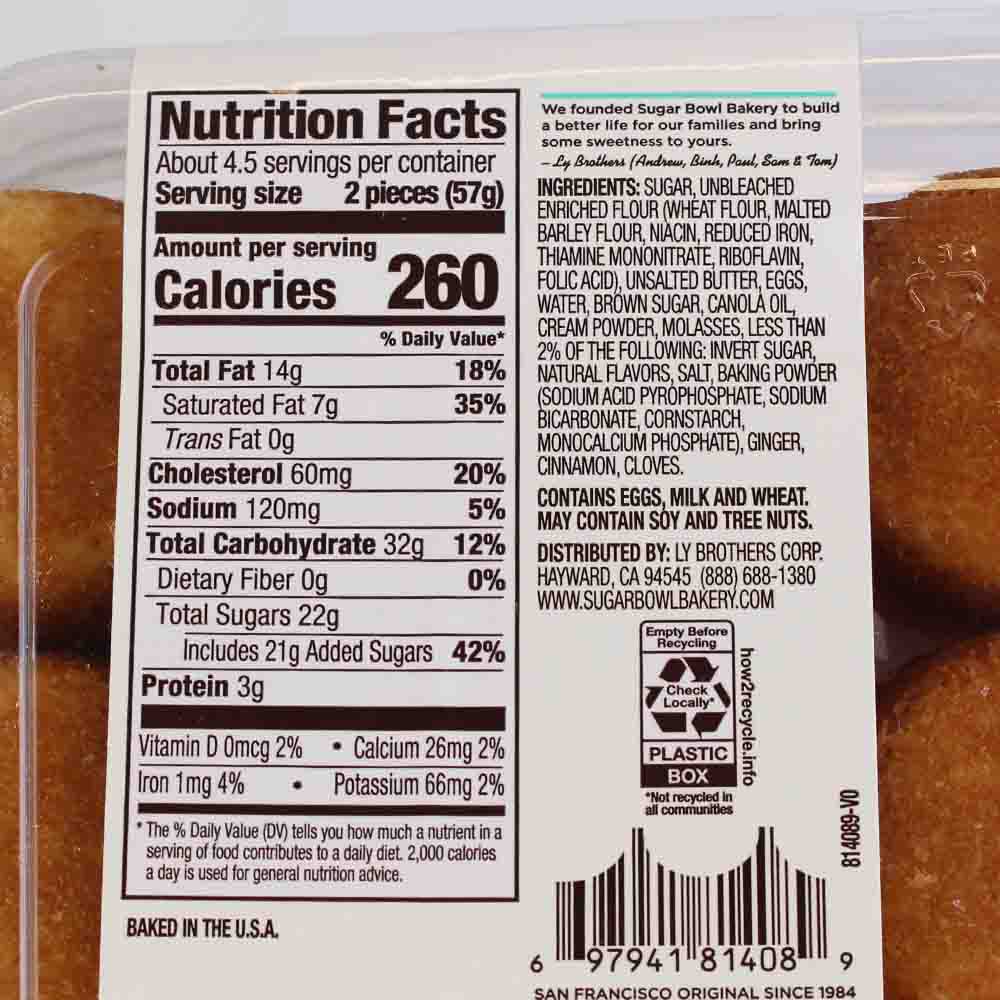 Nutrition Facts
About 4.5 servings per container
Serving size 2 pieces (57g)
Amount per serving
Calories 260
% Daily Value*
Total Fat 14g 18%
Saturated Fat 7g 35%
Trans Fat 0g
Cholesterol 60mg 20%
Sodium 120mg 5%
Total Carbohydrate 32g 12%
Dietary Fiber 0g 0%
Total Sugars 22g
Includes 21g Added Sugars 42%
Protein 3g
Vitamin D 0mcg 2% • Calcium 26mg 2%
Iron 1mg 4% • Potassium 66mg 2%
* The % Daily Value (DV) tells you how much a nutrient in a
serving of food contributes to a daily diet. 2,000 calories
a day is used for general nutrition advice.
BAKED IN THE U.S.A.
We founded Sugar Bowl Bakery to build
a better life for our families and bring
some sweetness to yours.
– Ly Brothers (Andrew, Binh, Paul, Sam & Tom)
INGREDIENTS: SUGAR, UNBLEACHED
ENRICHED FLOUR (WHEAT FLOUR, MALTED
BARLEY FLOUR, NIACIN, REDUCED IRON,
THIAMINE MONONITRATE, RIBOFLAVIN,
FOLIC ACID), UNSALTED BUTTER, EGGS,
WATER, BROWN SUGAR, CANOLA OIL,
CREAM POWDER, MOLASSES, LESS THAN
2% OF THE FOLLOWING: INVERT SUGAR,
NATURAL FLAVORS, SALT, BAKING POWDER
(SODIUM ACID PYROPHOSPHATE, SODIUM
BICARBONATE, CORNSTARCH,
MONOCALCIUM PHOSPHATE), GINGER,
CINNAMON, CLOVES.
CONTAINS EGGS, MILK AND WHEAT.
MAY CONTAIN SOY AND TREE NUTS.
DISTRIBUTED BY: LY BROTHERS CORP.
HAYWARD, CA 94545 (888) 688-1380
WWW.SUGARBOWLBAKERY.COM
Empty Before
Recycling
Check
Locally*
PLASTIC
BOX
how2recycle.info
*Not recycled in
all communities
814089-V0
6 97941 81408 9
SAN FRANCISCO ORIGINAL SINCE 1984